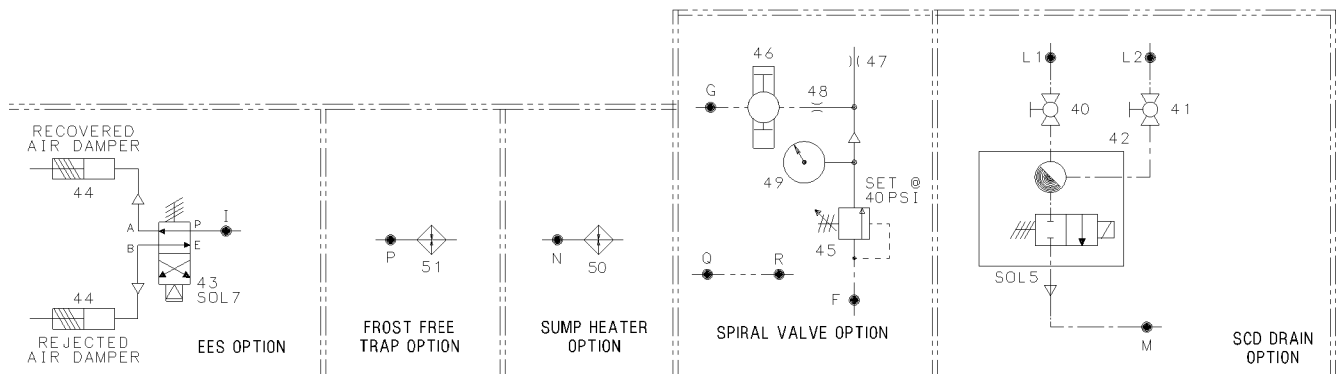 RECOVERED
AIR DAMPER
44
A
P
I
B
E
43
SOL7
44
REJECTED
AIR DAMPER
EES OPTION
P
51
FROST FREE
TRAP OPTION
N
50
SUMP HEATER
OPTION
46
47
G
48
49
SET @
40PSI
45
Q
R
F
SPIRAL VALVE OPTION
L1
L2
40
41
42
SOL5
M
SCD DRAIN
OPTION